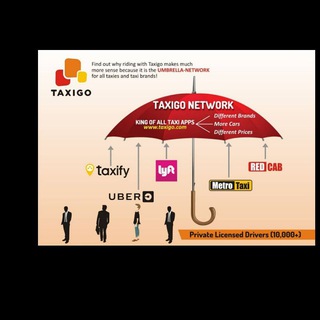 Find out why riding with Taxigo makes much
more sense because it is the UMBRELLA-NETWORK
for all taxies and taxi brands!
TAXIGO
TAXIGO NETWORK
KING OF ALL TAXI APPS
www.taxigo.com
Different Brands
More Cars
Different Prices
taxify
lyft
RED CAB
UBER
Metro Taxi
Private Licensed Drivers (10,000+)